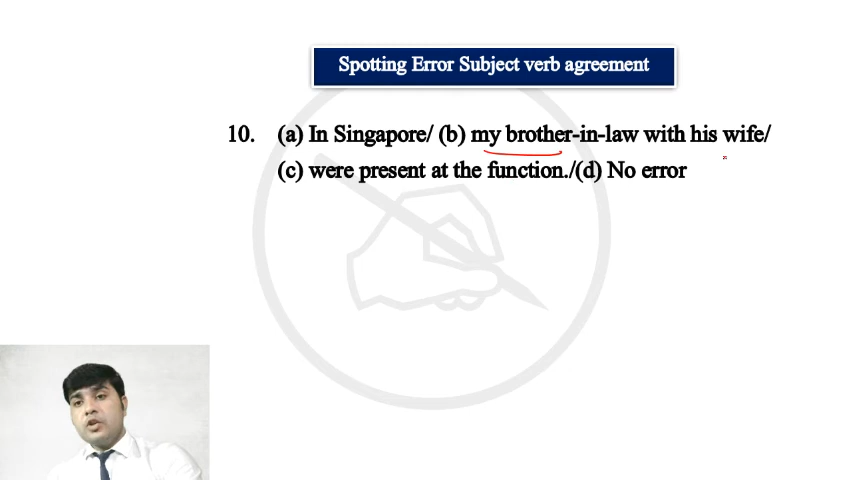 Spotting Error Subject verb agreement
10. (a) In Singapore/ (b) my brother-in-law with his wife/
(c) were present at the function./(d) No error